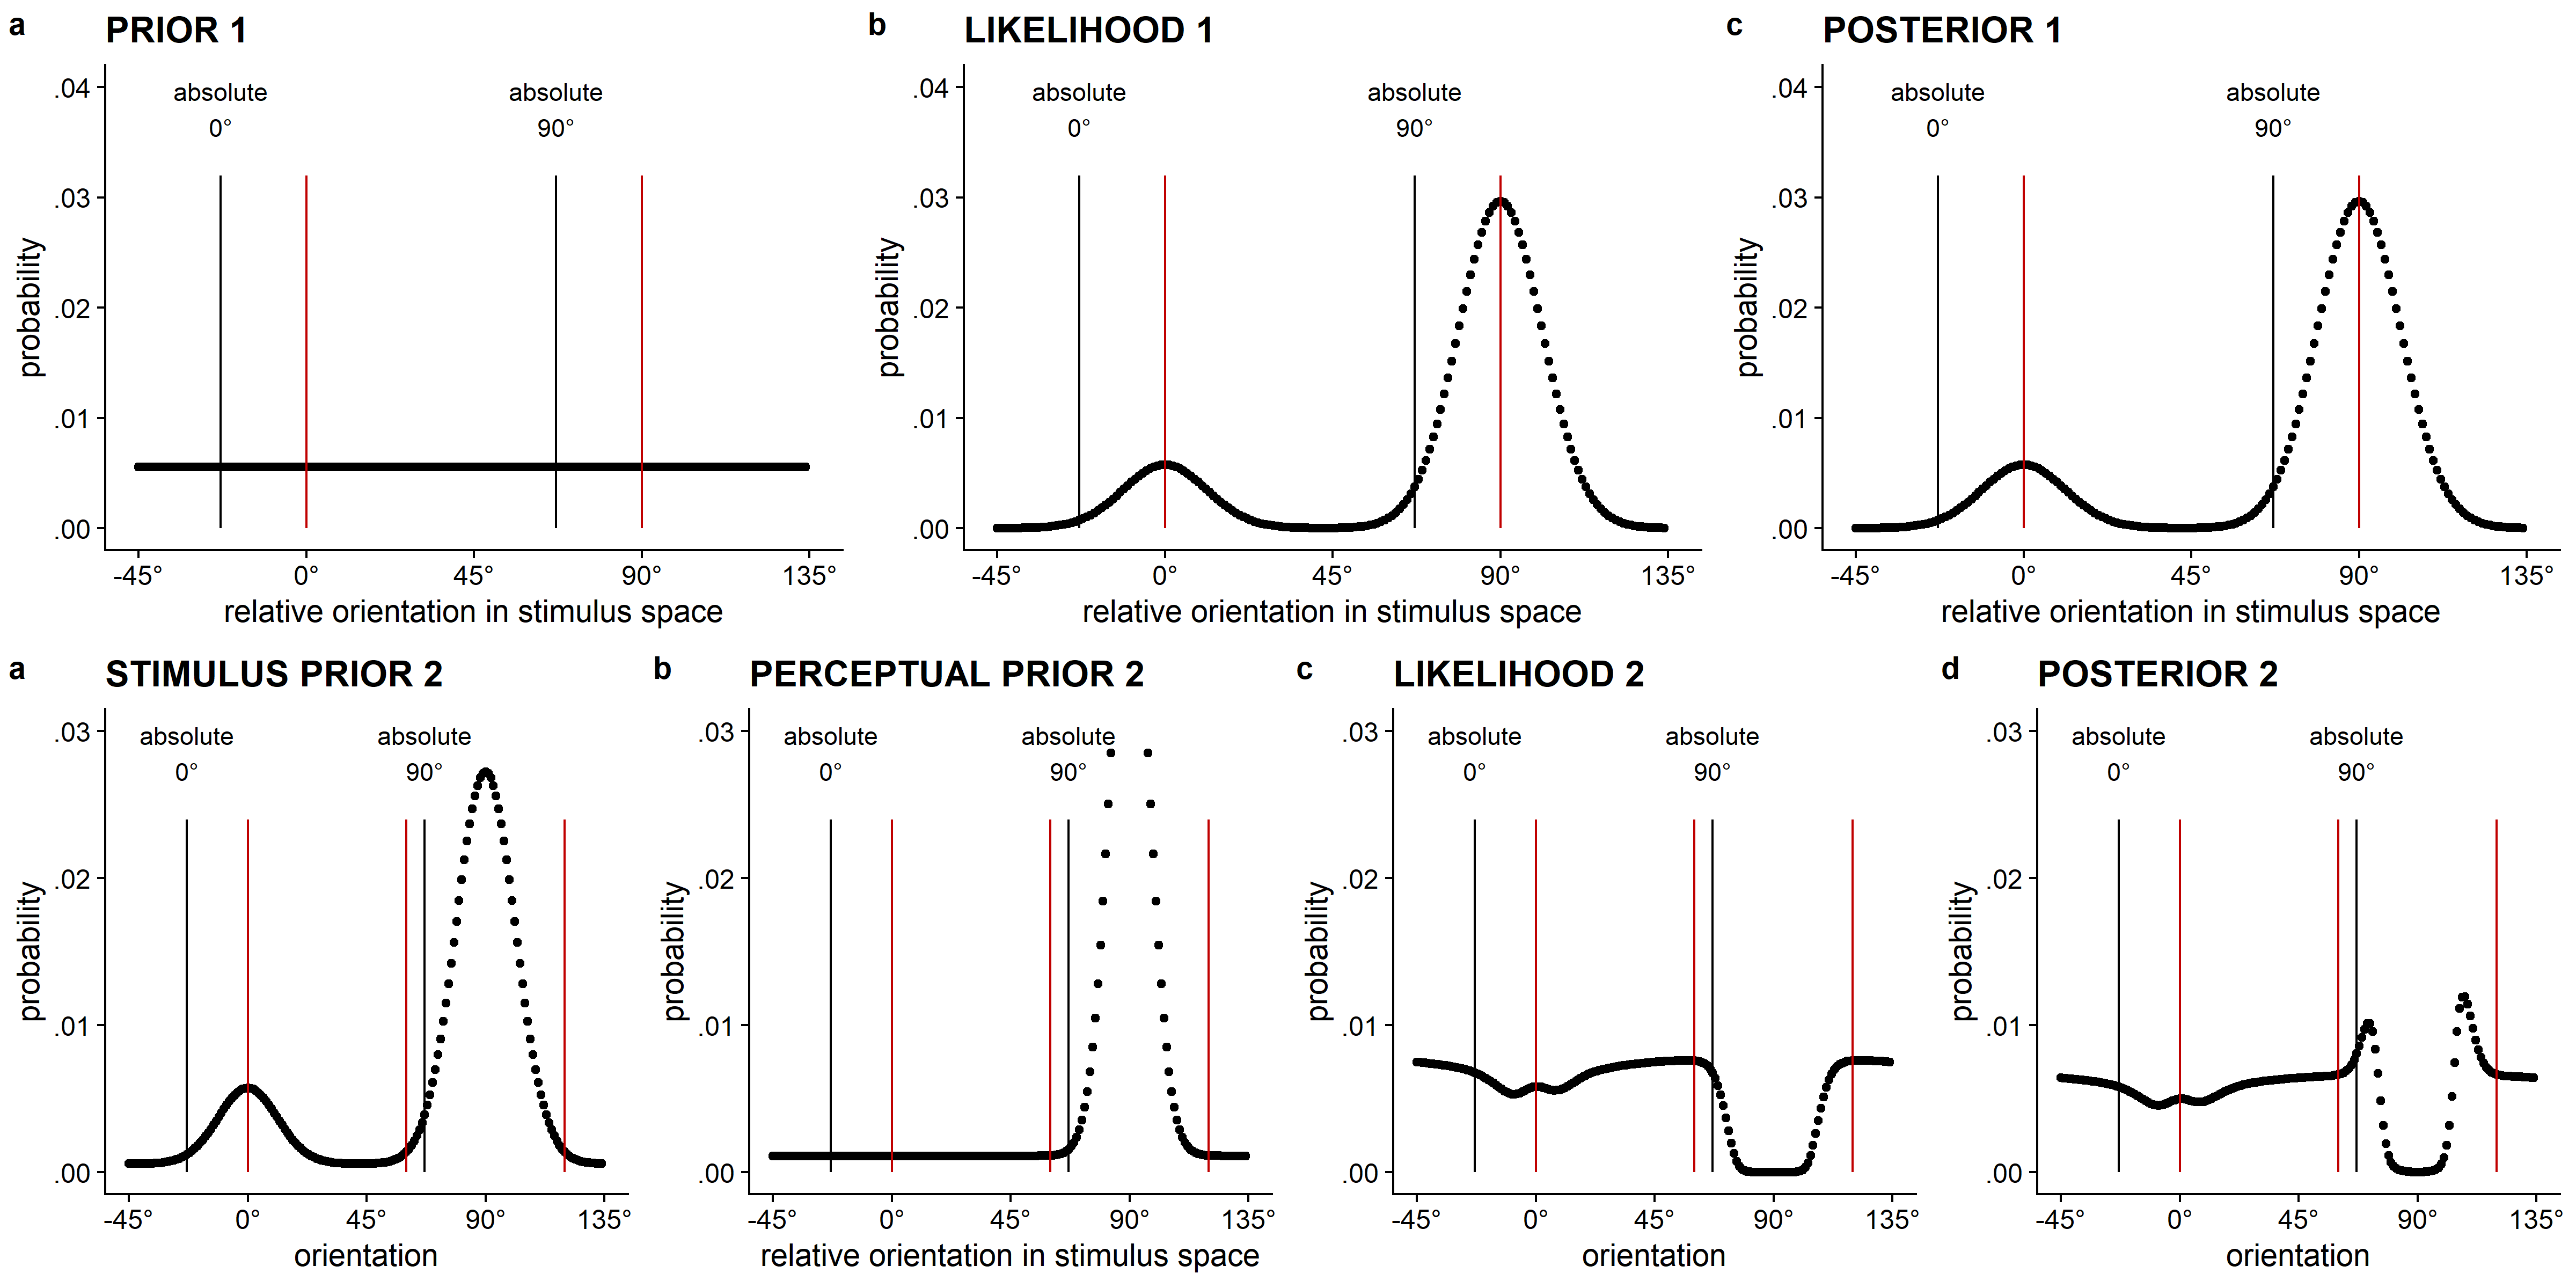 a PRIOR 1
.04
.03
.02
.01
.00
probability
absolute
0°
absolute
90°
-45° 0° 45° 90° 135°
relative orientation in stimulus space
b LIKELIHOOD 1
.04
.03
.02
.01
.00
probability
absolute
0°
absolute
90°
-45° 0° 45° 90° 135°
relative orientation in stimulus space
c POSTERIOR 1
.04
.03
.02
.01
.00
probability
absolute
0°
absolute
90°
-45° 0° 45° 90° 135°
relative orientation in stimulus space
a STIMULUS PRIOR 2
.03
.02
.01
.00
probability
absolute
0°
absolute
90°
-45° 0° 45° 90° 135°
orientation
b PERCEPTUAL PRIOR 2
.03
.02
.01
.00
probability
absolute
0°
absolute
90°
-45° 0° 45° 90° 135°
relative orientation in stimulus space
c LIKELIHOOD 2
.03
.02
.01
.00
probability
absolute
0°
absolute
90°
-45° 0° 45° 90° 135°
orientation
d POSTERIOR 2
.03
.02
.01
.00
probability
absolute
0°
absolute
90°
-45° 0° 45° 90° 135°
orientation